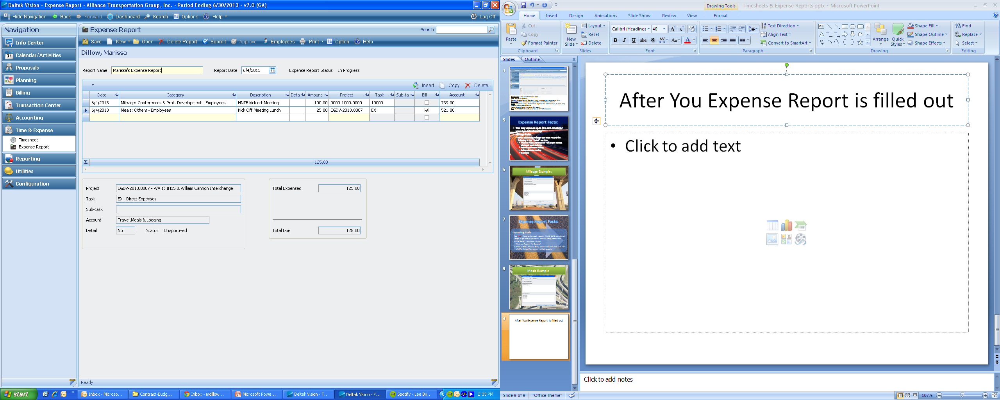 Deltek Vision - Expense Report - Alliance Transportation Group, Inc. - Period Ending 6/30/2013 - v7.0 (GA)
Hide Navigation Back Forward Dashboard Search Options Help Log Off
Navigation
Info Center
Calendar/Activities
Proposals
Planning
Billing
Transaction Center
Accounting
Time & Expense
Timesheet
Expense Report
Reporting
Utilities
Configuration
Expense Report Search
Save New Open Delete Report Submit Approve Employees Print Option Help
Dillow, Marissa
Report Name Marissa's Expense Report Report Date 6/4/2013 31 Expense Report Status In Progress
Insert Copy Delete
Date Category Description Deta Amount Project Task Sub-ta Bill Account
6/4/2013 Mileage: Conferences & Prof. Development - Employees HNTB kick off Meeting 100.00 0000-1000.0000 10000 739.00
6/4/2013 Meals: Others - Employees Kick Off Meeting Lunch 25.00 EGDV-2013.0007 EX 521.00
Σ 125.00
Project EGDV-2013.0007 - WA 1: IH35 & William Cannon Interchange
Task EX - Direct Expenses
Sub-task
Account Travel,Meals & Lodging
Detail No Status Unapproved
Total Expenses 125.00
Total Due 125.00
Ready
start Inbox - Microso... Contract-Budg... Inbox - mdillow... Microsoft Powe... Deltek Vision - T... Deltek Vision - E... Spotify - Lee Bri... 2:33 PM
Drawing Tools Timesheets & Expense Reports.pptx - Microsoft PowerPoint
Home Insert Design Animations Slide Show Review View Format
Paste Cut Copy Format Painter
Clipboard
New Slide Layout Reset Delete
Slides
Calibri (Headings 40
B I U abc S AV Aa A
Font
Text Direction
Align Text
Convert to SmartArt
Paragraph
Arrange Quick Styles Shape Fill Shape Outline Shape Effects
Drawing
Find
Replace
Select
Editing
Slides Outline
4
5
Expense Report Facts:
6
Mileage Example:
7
Expense Report Facts:
Expensing Meals:
8
Meals Example
9
After You Expense Report is filled out
After You Expense Report is filled out
• Click to add text
Click to add notes
Slide 9 of 9 "Office Theme" 107%